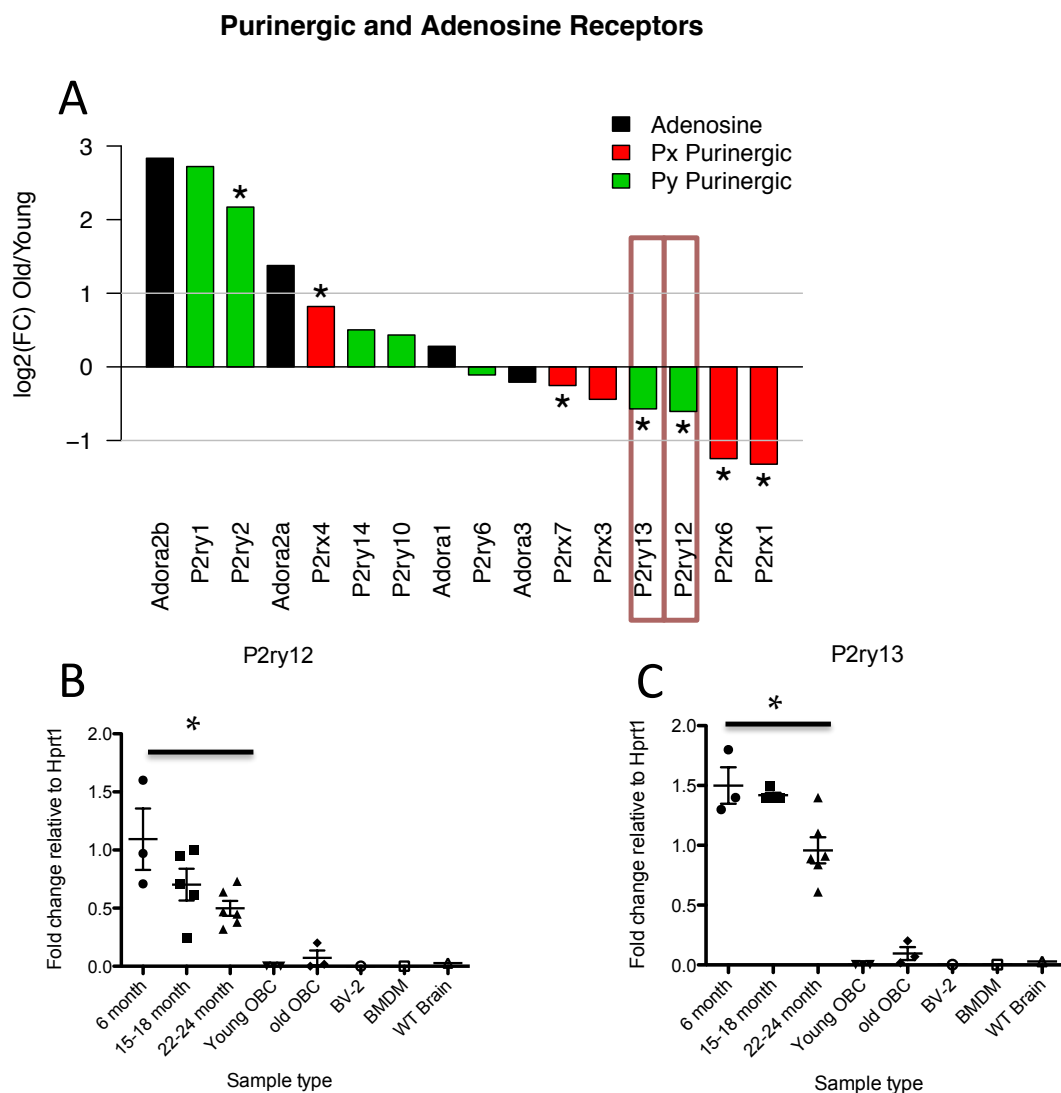 Purinergic and Adenosine Receptors
A
Adenosine
Px Purinergic
Py Purinergic
log2(FC) Old/Young
3
2
1
0
−1
*
*
*
*
*
*
*
Adora2b
P2ry1
P2ry2
Adora2a
P2rx4
P2ry14
P2ry10
Adora1
P2ry6
Adora3
P2rx7
P2rx3
P2ry13
P2ry12
P2rx6
P2rx1
B
P2ry12
*
Fold change relative to Hprt1
2.0
1.5
1.0
0.5
0.0
6 month
15-18 month
22-24 month
Young OBC
old OBC
BV-2
BMDM
WT Brain
Sample type
C
P2ry13
*
Fold change relative to Hprt1
2.0
1.5
1.0
0.5
0.0
6 month
15-18 month
22-24 month
Young OBC
old OBC
BV-2
BMDM
WT Brain
Sample type